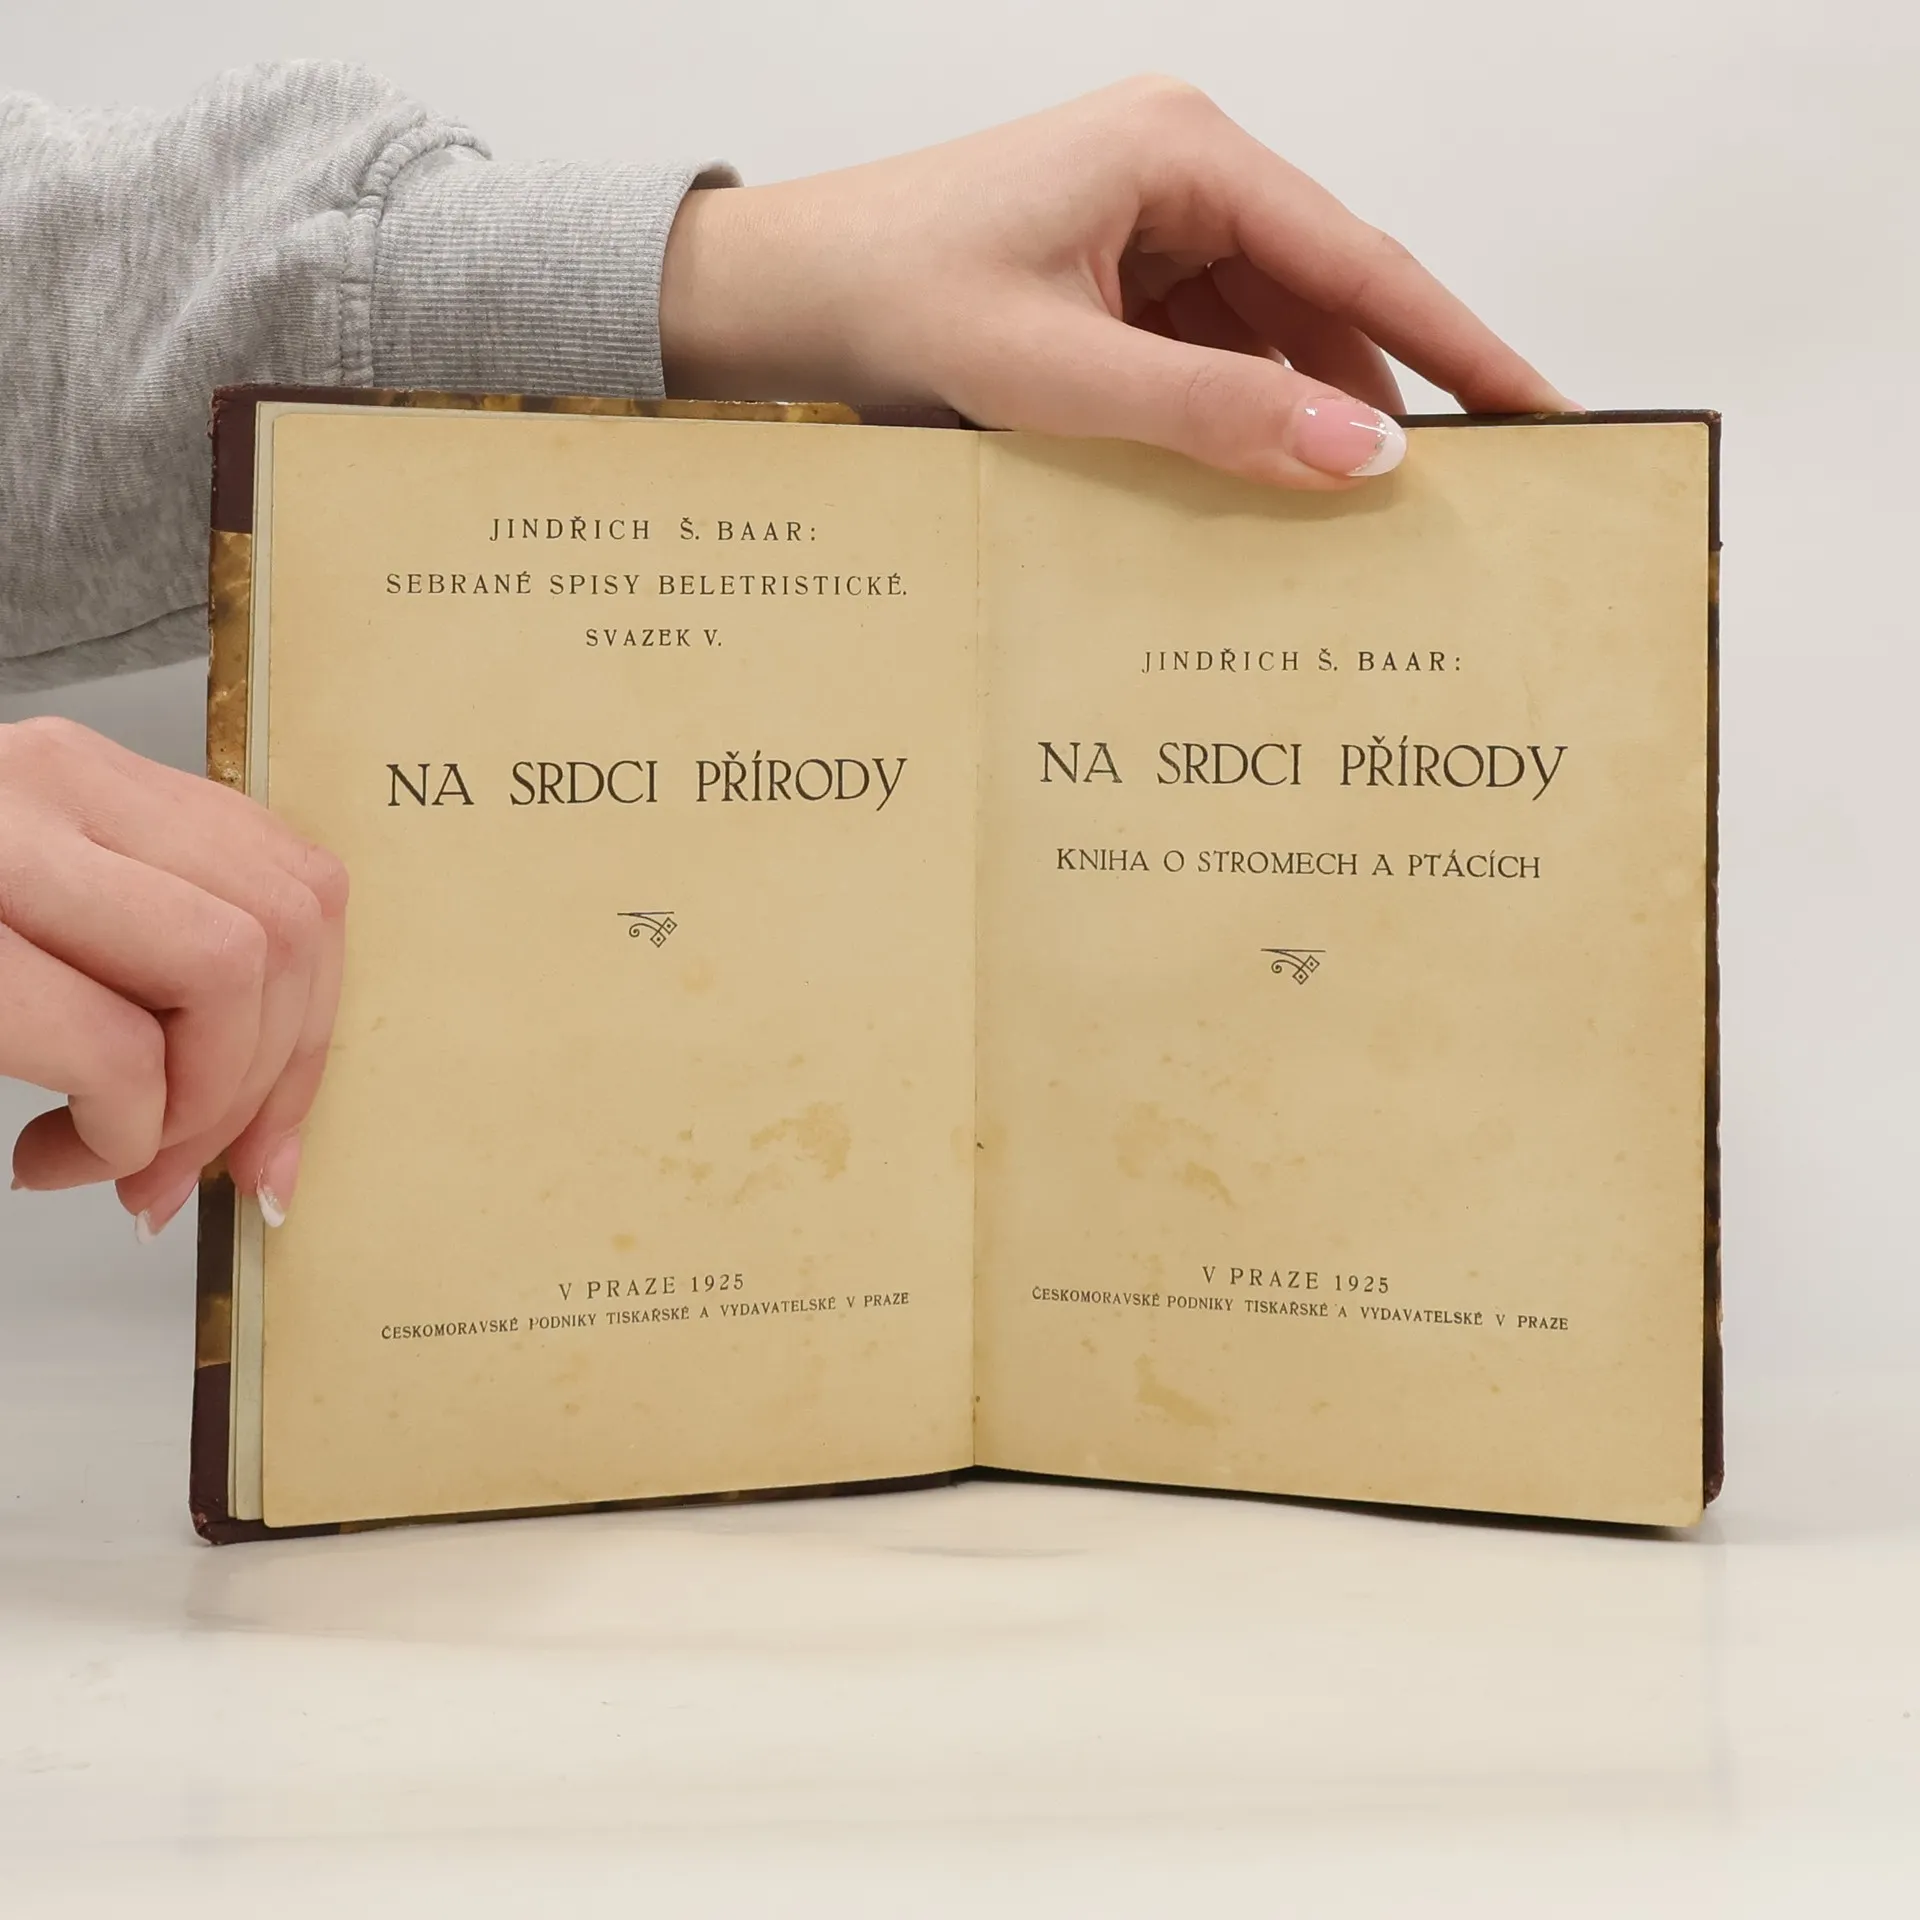 JINDŘICH Š. BAAR:
SEBRANÉ SPISY BELETRISTICKÉ.
SVAZEK V.
NA SRDCI PŘÍRODY
V PRAZE 1925
ČESKOMORAVSKÉ PODNIKY TISKAŘSKÉ A VYDAVATELSKÉ V PRAZE
JINDŘICH Š. BAAR:
NA SRDCI PŘÍRODY
KNIHA O STROMECH A PTÁCÍCH
V PRAZE 1925
ČESKOMORAVSKÉ PODNIKY TISKAŘSKÉ A VYDAVATELSKÉ V PRAZE